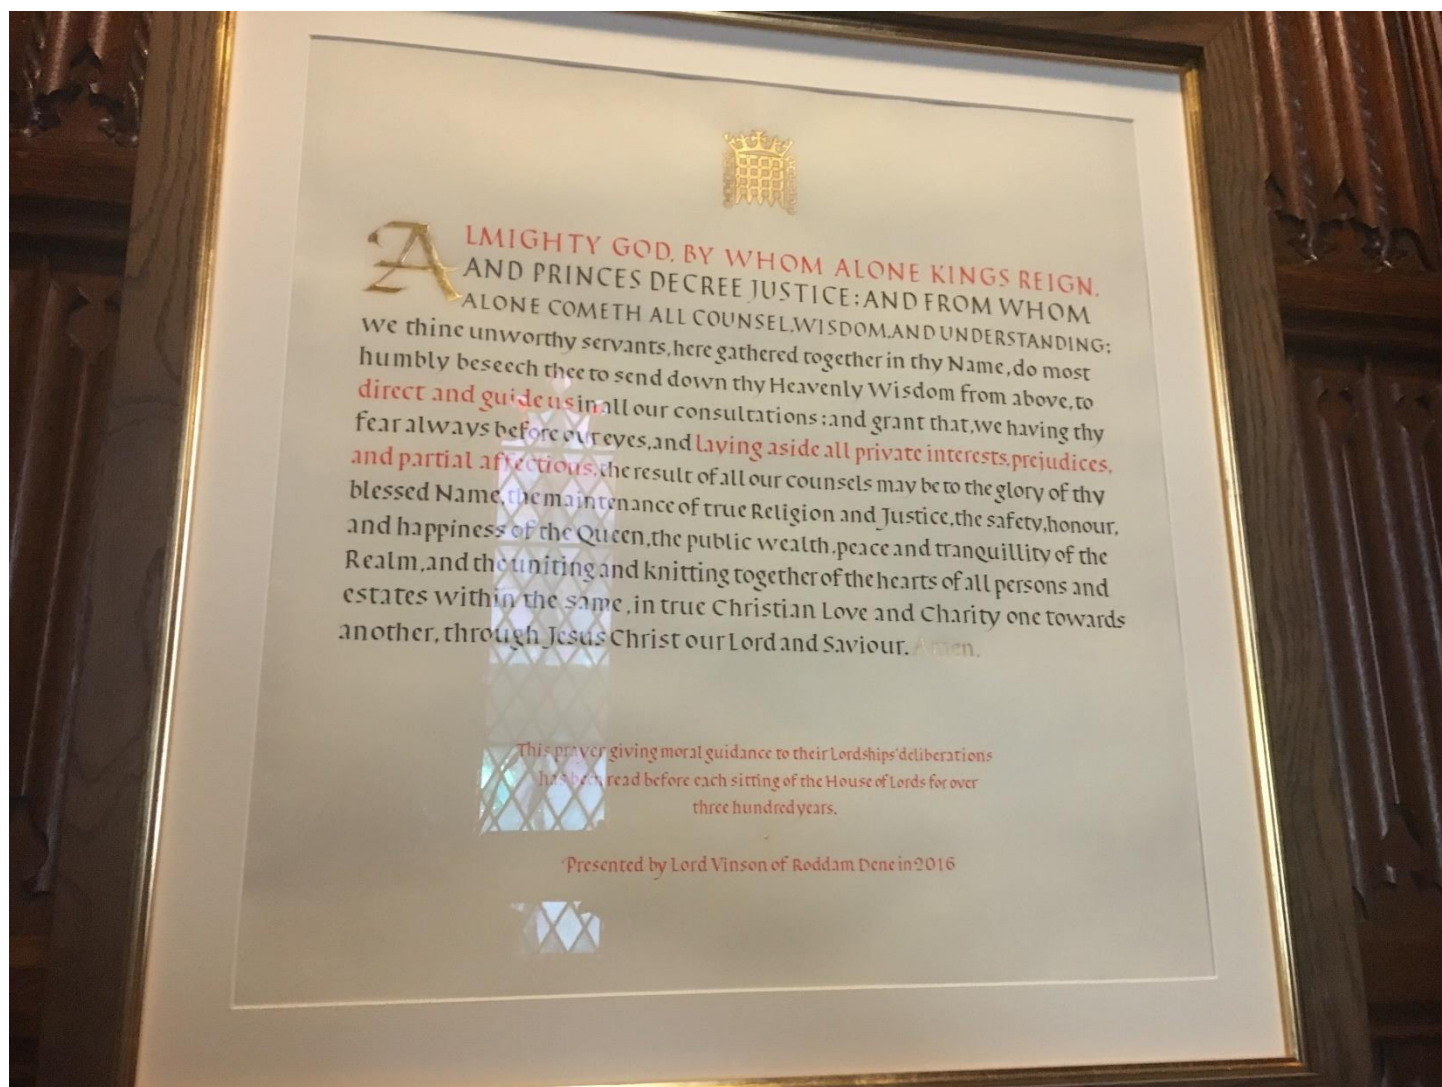 ALMIGHTY GOD, BY WHOM ALONE KINGS REIGN,
AND PRINCES DECREE JUSTICE: AND FROM WHOM
ALONE COMETH ALL COUNSEL, WISDOM, AND UNDERSTANDING;
we thine unworthy servants, here gathered together in thy Name, do most
humbly beseech thee to send down thy Heavenly Wisdom from above, to
direct and guide us in all our consultations; and grant that, we having thy
fear always before our eyes, and laying aside all private interests, prejudices,
and partial affections, the result of all our counsels may be to the glory of thy
blessed Name, the maintenance of true Religion and Justice, the safety, honour,
and happiness of the Queen, the public wealth, peace and tranquillity of the
Realm, and the uniting and knitting together of the hearts of all persons and
estates within the same, in true Christian Love and Charity one towards
another, through Jesus Christ our Lord and Saviour. Amen.
This prayer giving moral guidance to their Lordships' deliberations
has been read before each sitting of the House of Lords for over
three hundred years.
Presented by Lord Vinson of Roddam Dene in 2016